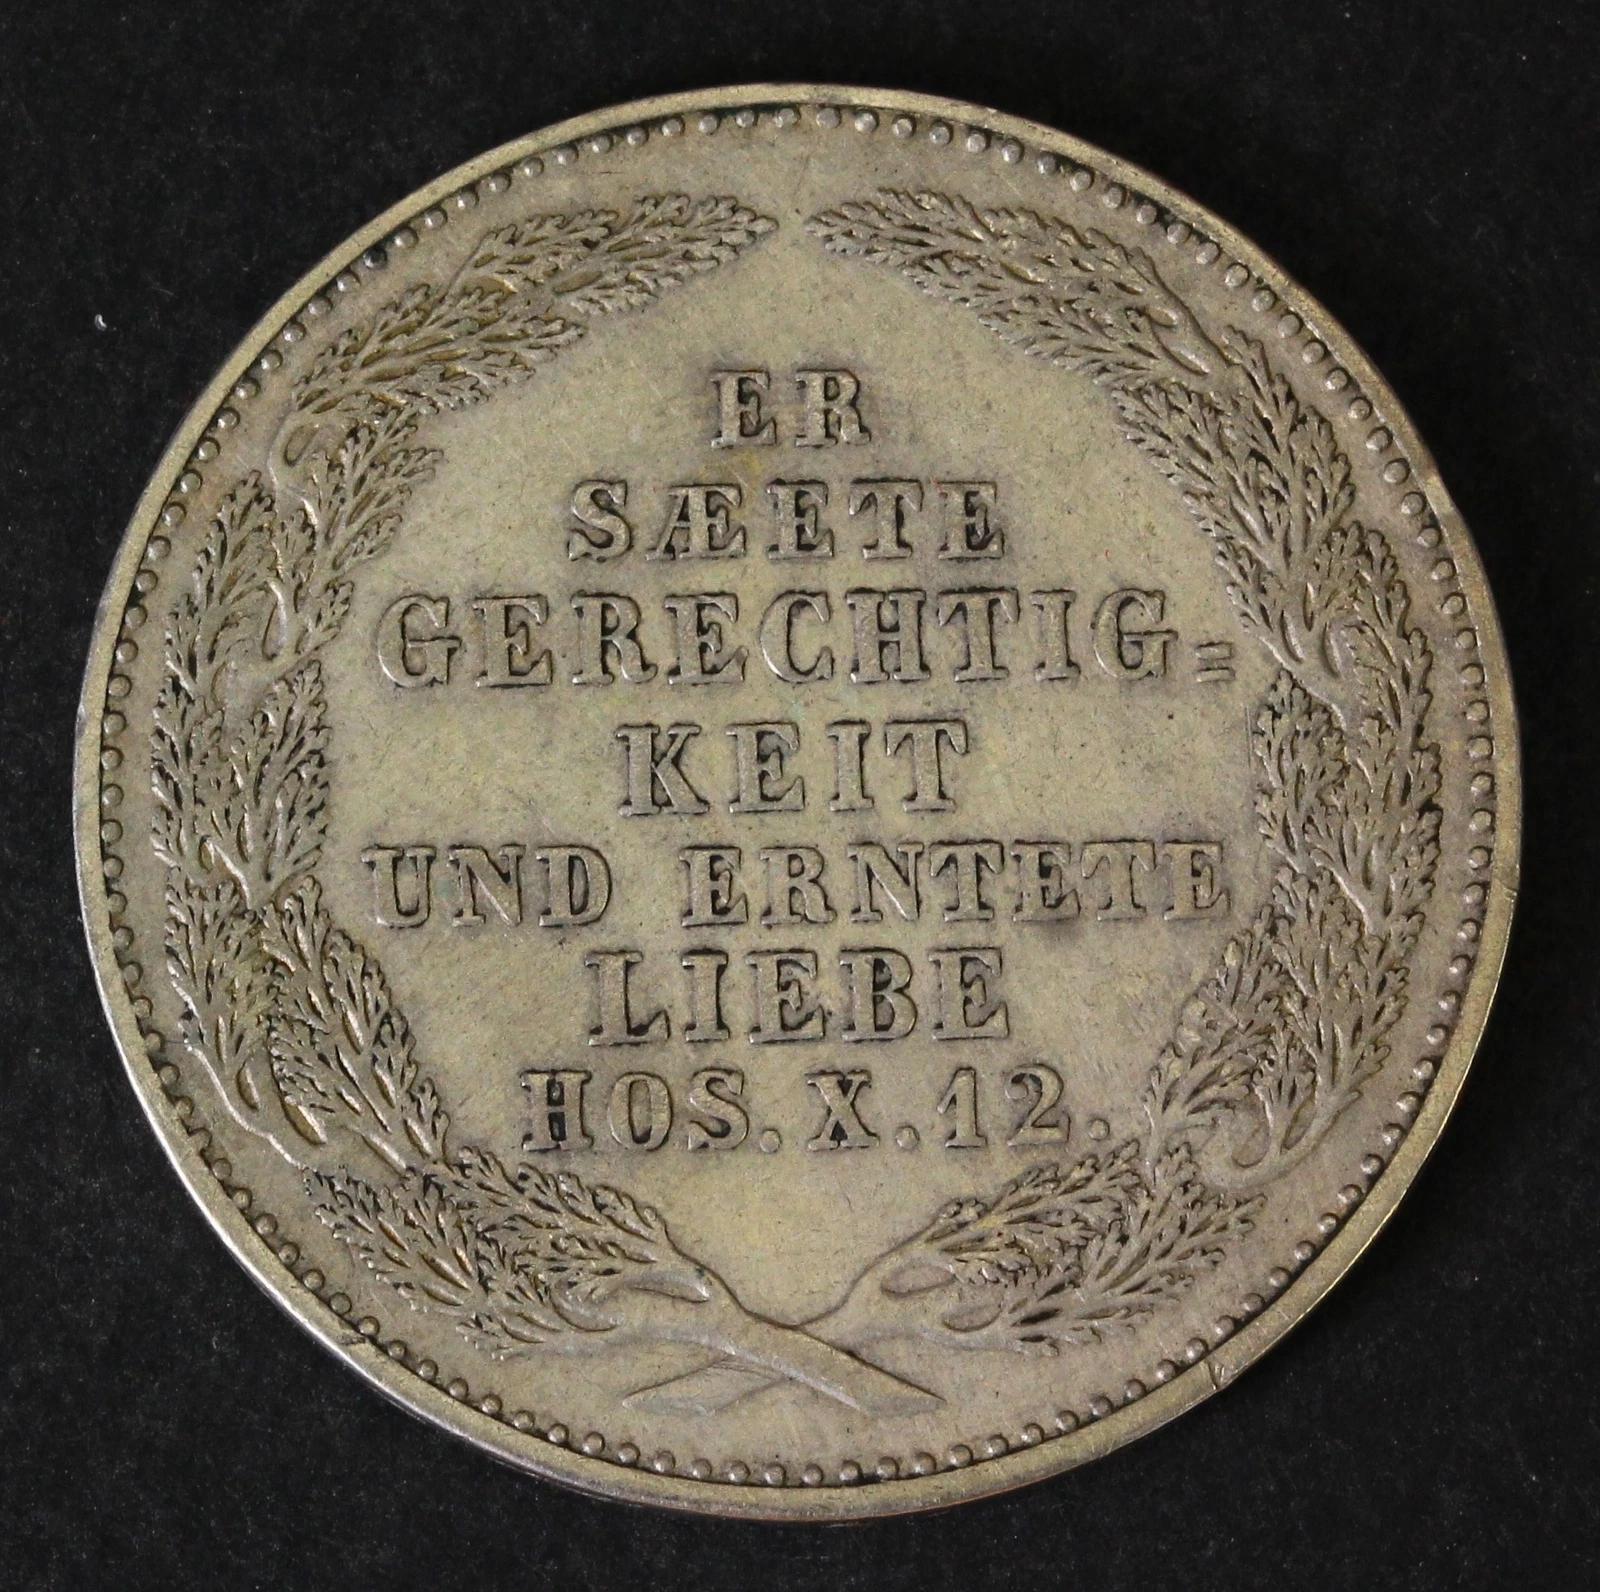 ER
SÆETE
GERECHTIG=
KEIT
UND ERNTETE
LIEBE
HOS. X. 12.